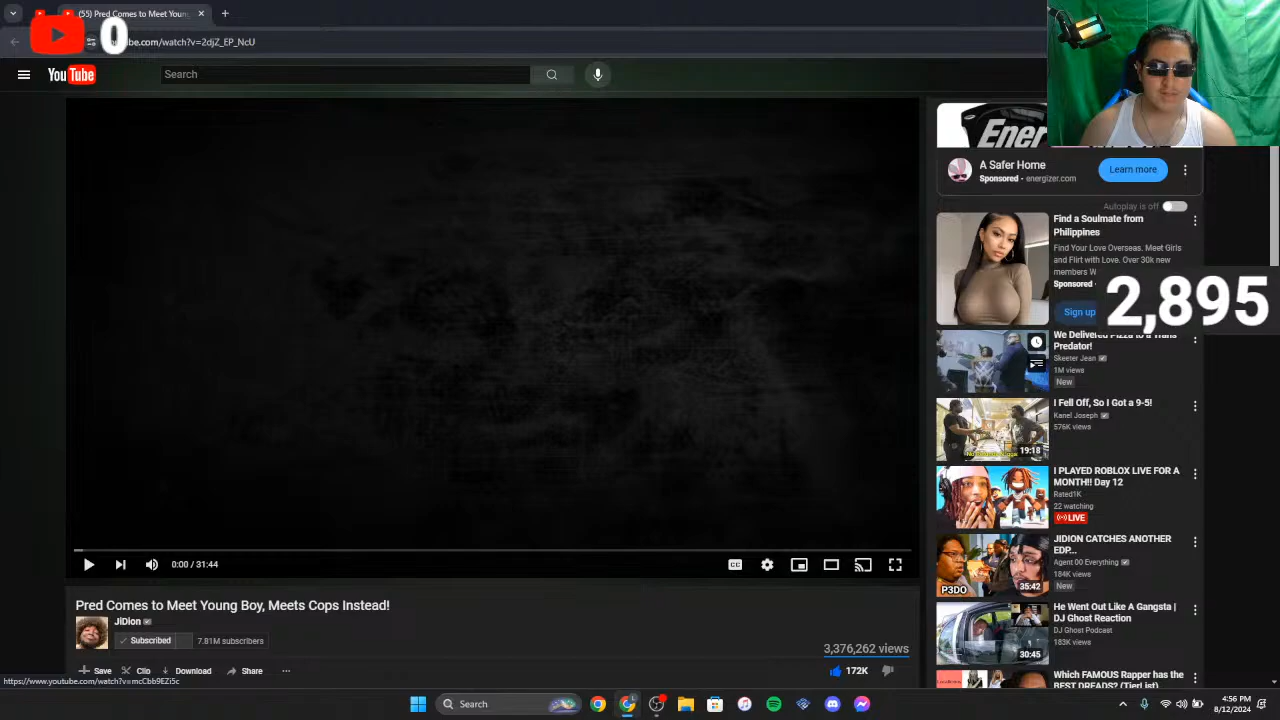 (55) Pred Comes to Meet Young
0
tube.com/watch?v=2djZ_EP_NcU
YouTube
Search
Ener
A Safer Home
Sponsored · energizer.com
Learn more
Autoplay is off
Find a Soulmate from
Philippines
Find Your Love Overseas. Meet Girls
and Flirt with Love. Over 30k new
members W
Sponsored ·
Sign up
2,895
We Delivered Pizza to a Trans
Predator!
Skeeter Jean
1M views
New
I Fell Off, So I Got a 9-5!
Kanel Joseph
576K views
19:18
I PLAYED ROBLOX LIVE FOR A
MONTH!! Day 12
Rated1K
22 watching
LIVE
JIDION CATCHES ANOTHER
EDP...
Agent 00 Everything
184K views
New
P3DO
35:42
He Went Out Like A Gangsta |
DJ Ghost Reaction
DJ Ghost Podcast
183K views
30:45
Which FAMOUS Rapper has the
BEST DREADS? (Tier List)
0:00 / 31:44
Pred Comes to Meet Young Boy, Meets Cops Instead!
JiDion
Subscribed
7.81M subscribers
3,376,262 views
Save
Clip
Download
Share
172K
https://www.youtube.com/watch?v=mcCbb9EZi5c
Search
4:56 PM
8/12/2024